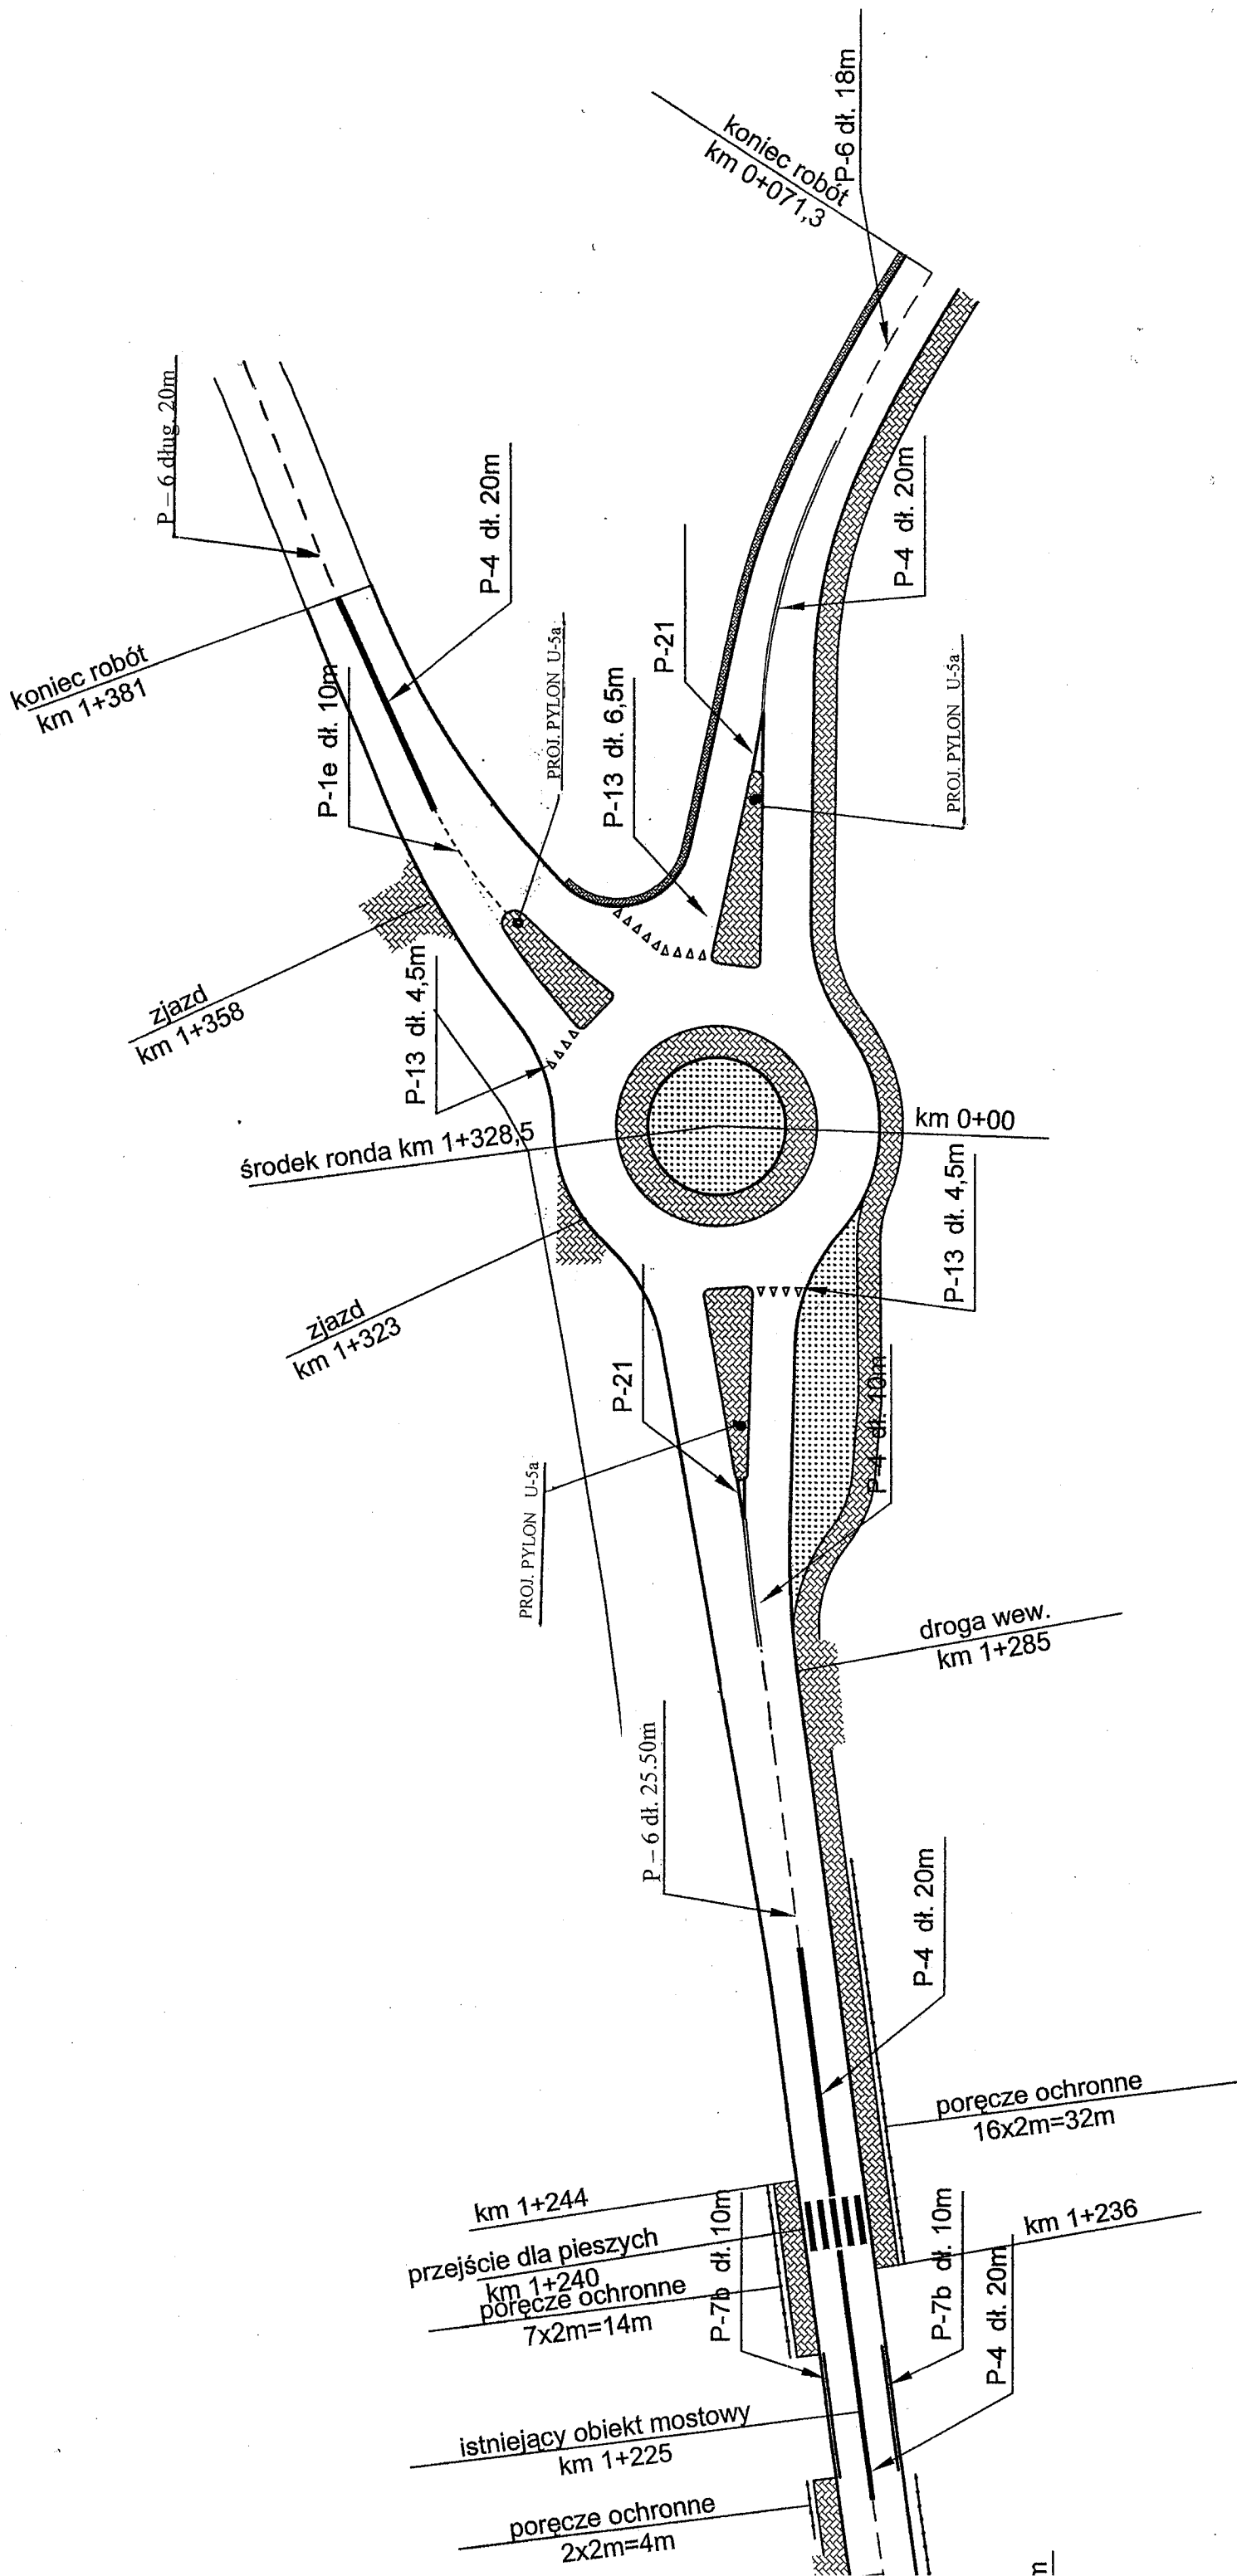 P-6 dł. 18m
koniec robót
km 0+071,3
P – 6 dług. 20m
P-4 dł. 20m
P-4 dł. 20m
koniec robót
km 1+381
P-1e dł. 10m
PROJ. PYLON U-5a
P-21
P-13 dł. 6,5m
PROJ. PYLON U-5a
zjazd
km 1+358
P-13 dł. 4,5m
środek ronda km 1+328,5
km 0+00
P-13 dł. 4,5m
zjazd
km 1+323
P-21
P-4 dł. 10m
PROJ. PYLON U-5a
droga wew.
km 1+285
P – 6 dł. 25.50m
P-4 dł. 20m
poręcze ochronne
16x2m=32m
km 1+244
przejście dla pieszych
km 1+240
poręcze ochronne
7x2m=14m
P-7b dł. 10m
P-7b dł. 10m
km 1+236
P-4 dł. 20m
istniejący obiekt mostowy
km 1+225
poręcze ochronne
2x2m=4m
m